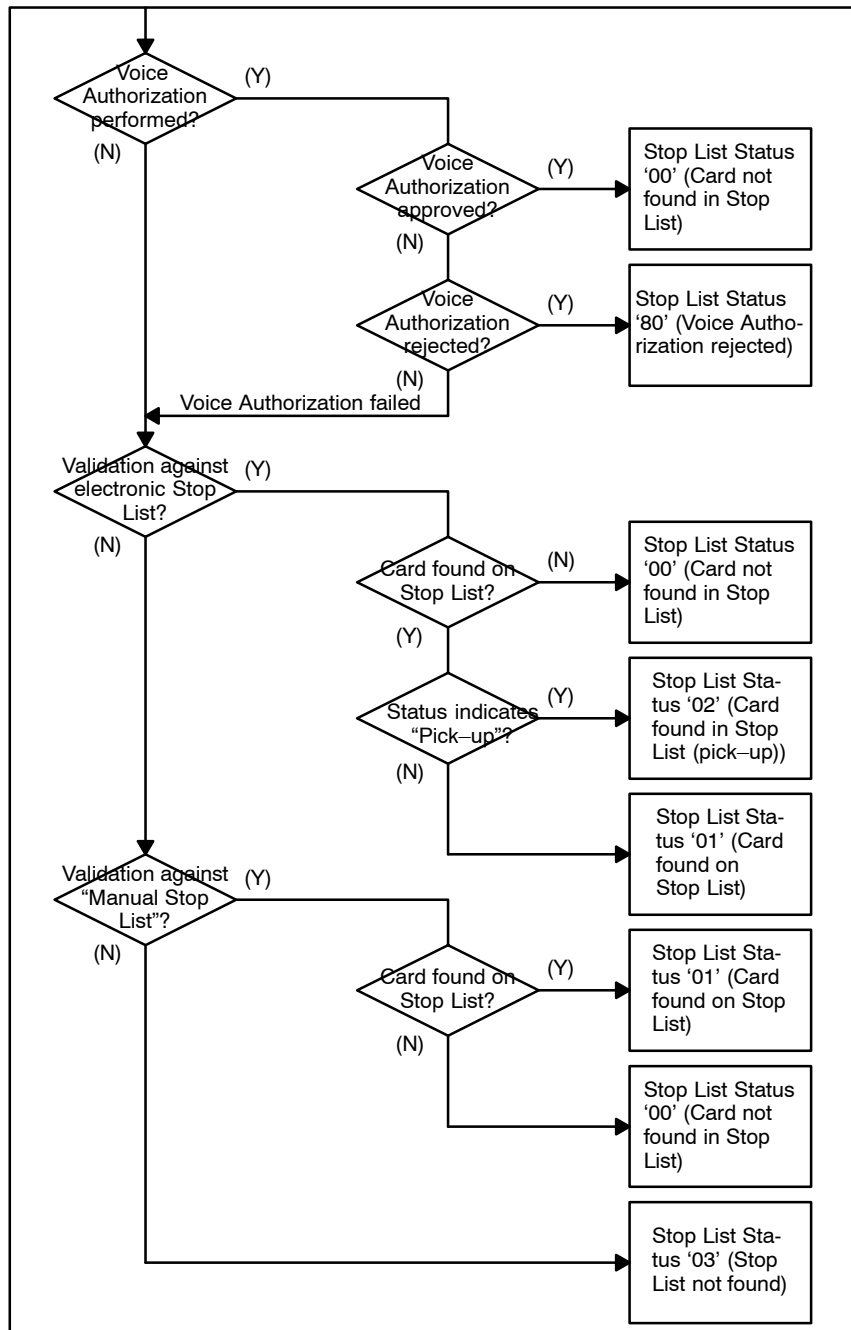 Voice
Authorization
performed?
(Y)
(N)
Voice
Authorization
approved?
(Y)
(N)
Stop List Status
‘00’ (Card not
found in Stop
List)
Voice
Authorization
rejected?
(Y)
(N)
Stop List Status
‘80’ (Voice Autho-
rization rejected)
Voice Authorization failed
Validation against
electronic Stop
List?
(Y)
(N)
Card found on
Stop List?
(N)
(Y)
Stop List Status
‘00’ (Card not
found in Stop
List)
Status indicates
“Pick–up”?
(Y)
(N)
Stop List Sta-
tus ‘02’ (Card
found in Stop
List (pick–up))
Stop List Sta-
tus ‘01’ (Card
found on
Stop List)
Validation against
“Manual Stop
List”?
(Y)
(N)
Card found on
Stop List?
(Y)
(N)
Stop List Sta-
tus ‘01’ (Card
found on Stop
List)
Stop List Status
‘00’ (Card not
found in Stop
List)
Stop List Sta-
tus ‘03’ (Stop
List not found)